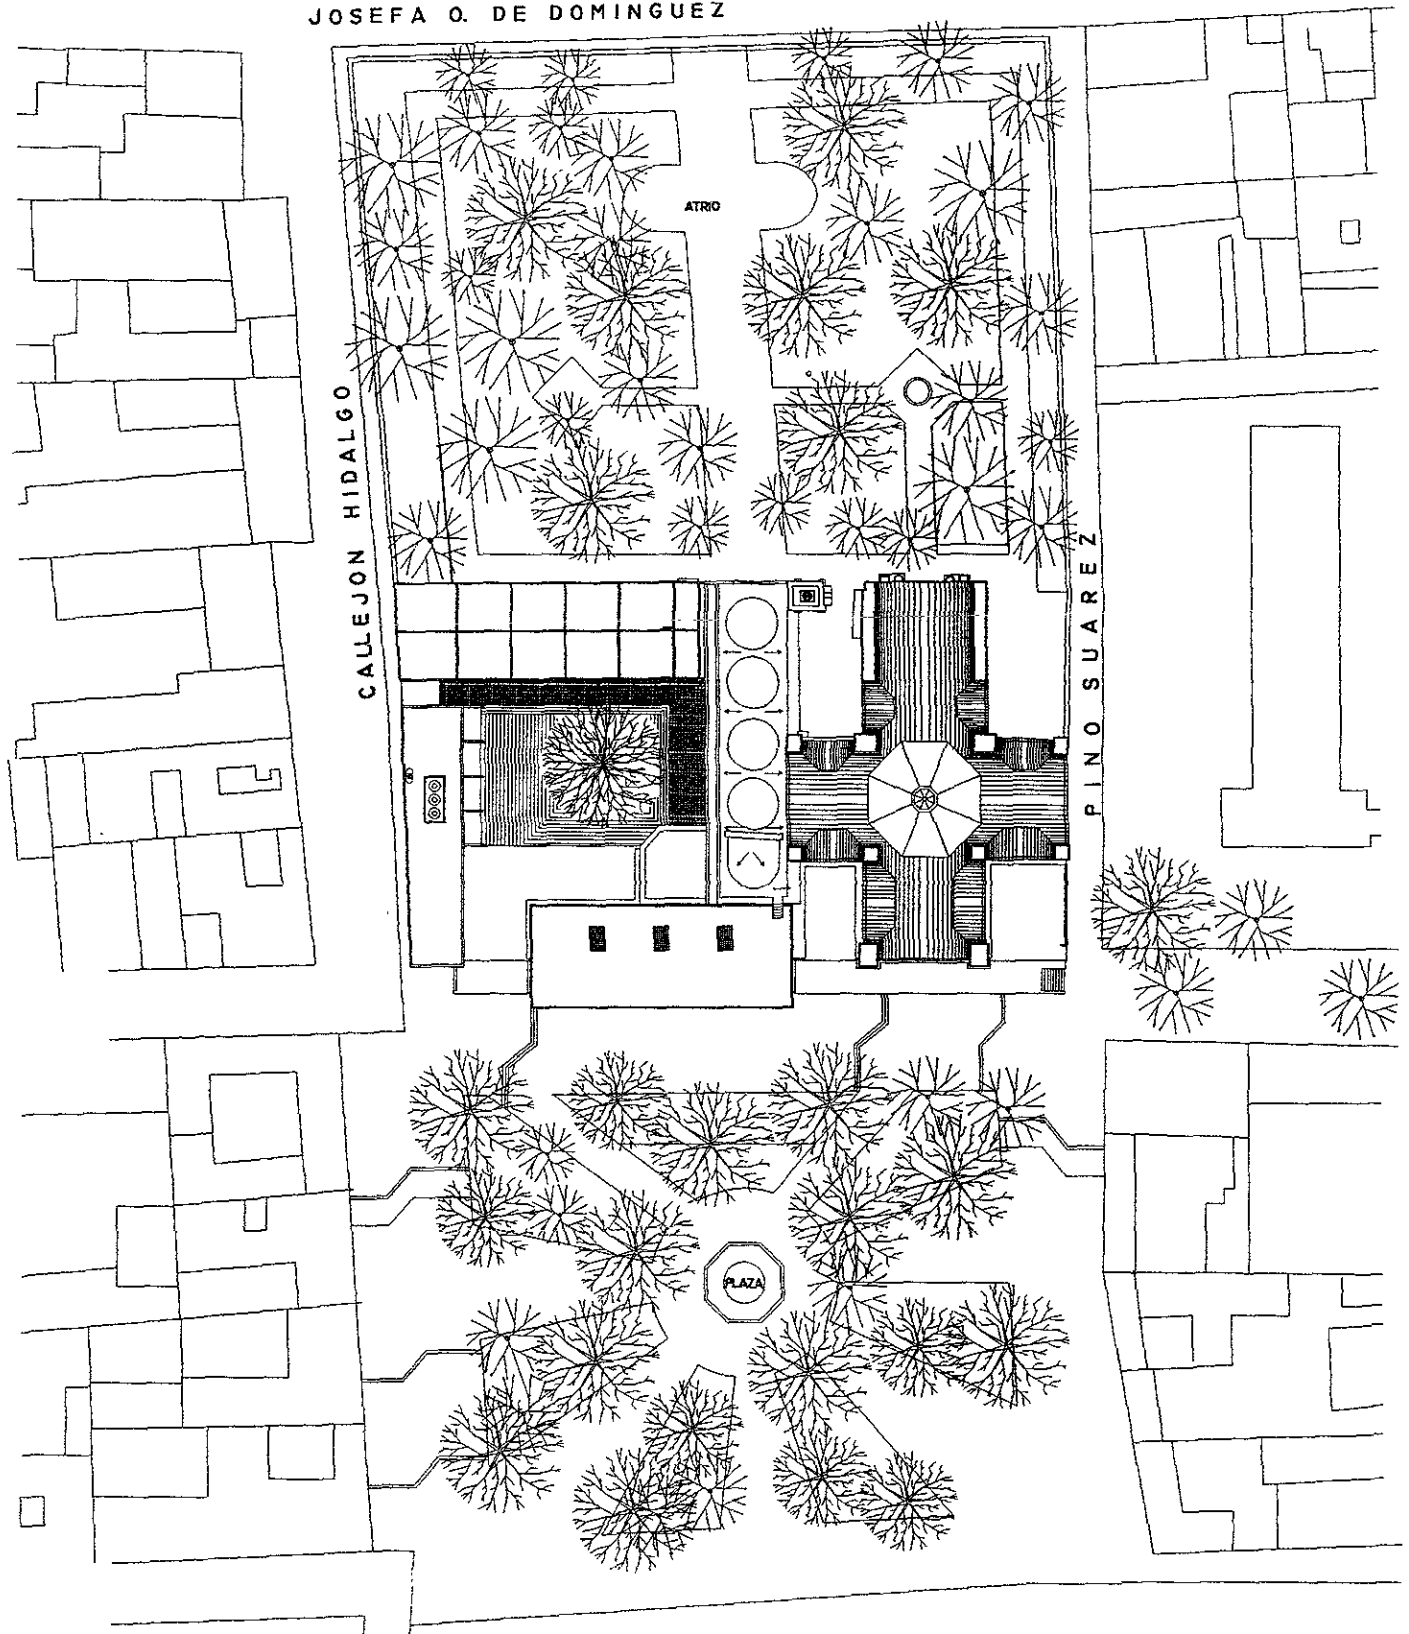 JOSEFA O. DE DOMINGUEZ
ATRIO
CALLEJON HIDALGO
PINO SUAREZ
PLAZA